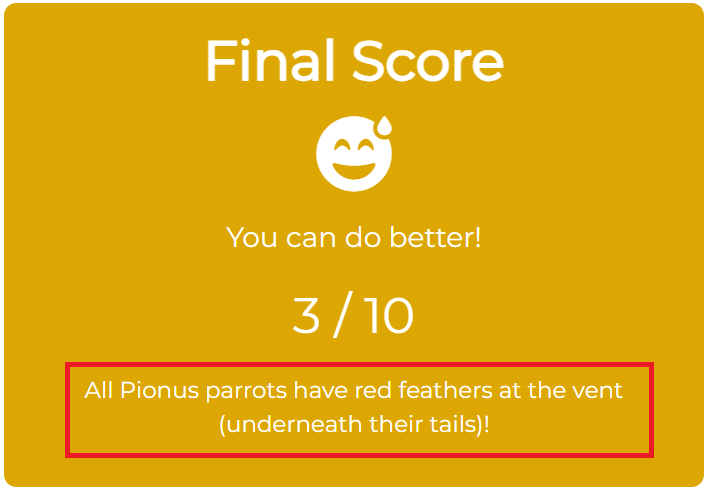 Final Score
You can do better!
3 / 10
All Pionus parrots have red feathers at the vent
(underneath their tails)!